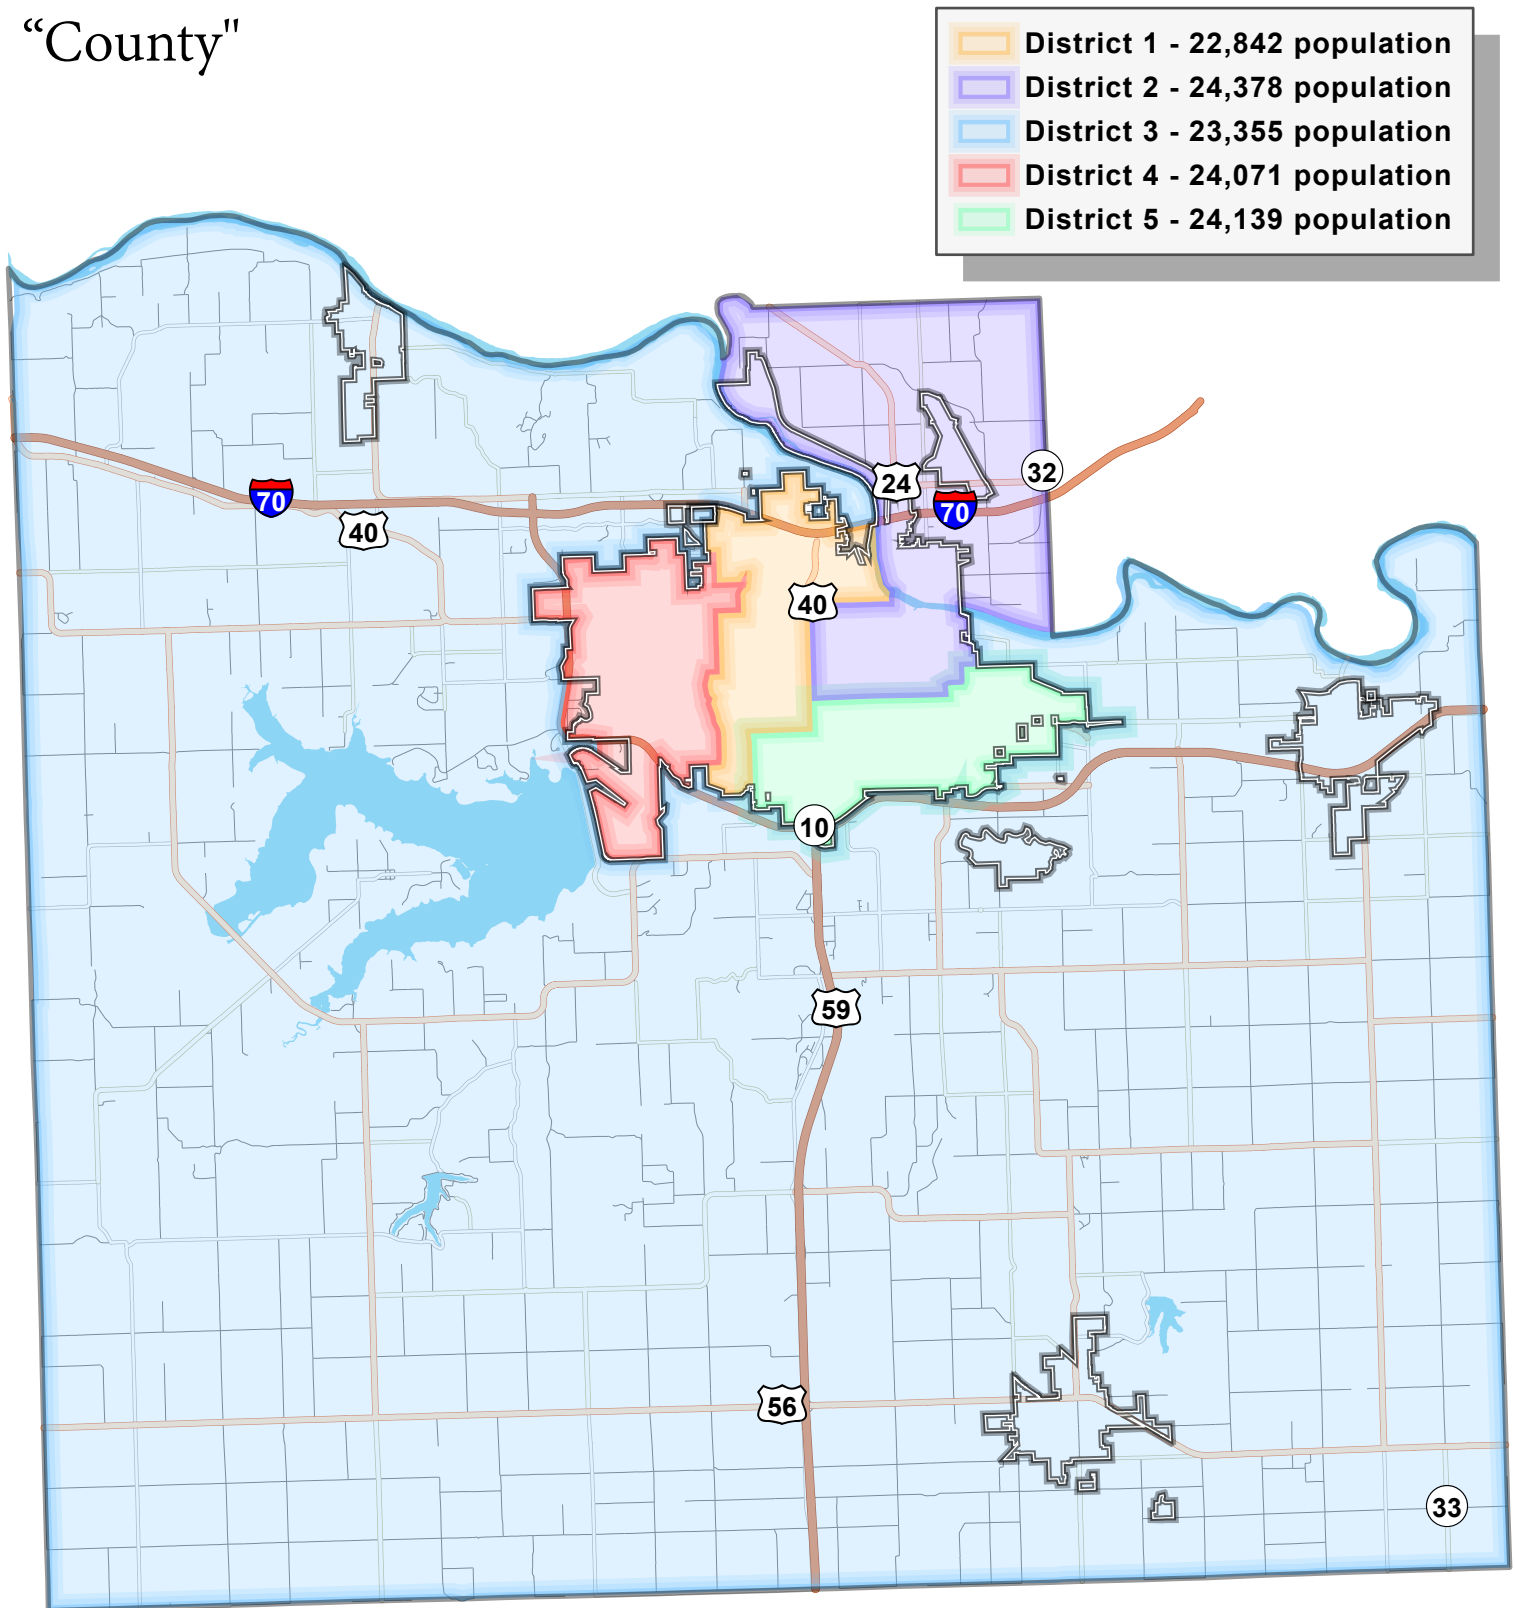 “County"
District 1 - 22,842 population
District 2 - 24,378 population
District 3 - 23,355 population
District 4 - 24,071 population
District 5 - 24,139 population
32
24
70
70
40
40
10
59
56
33